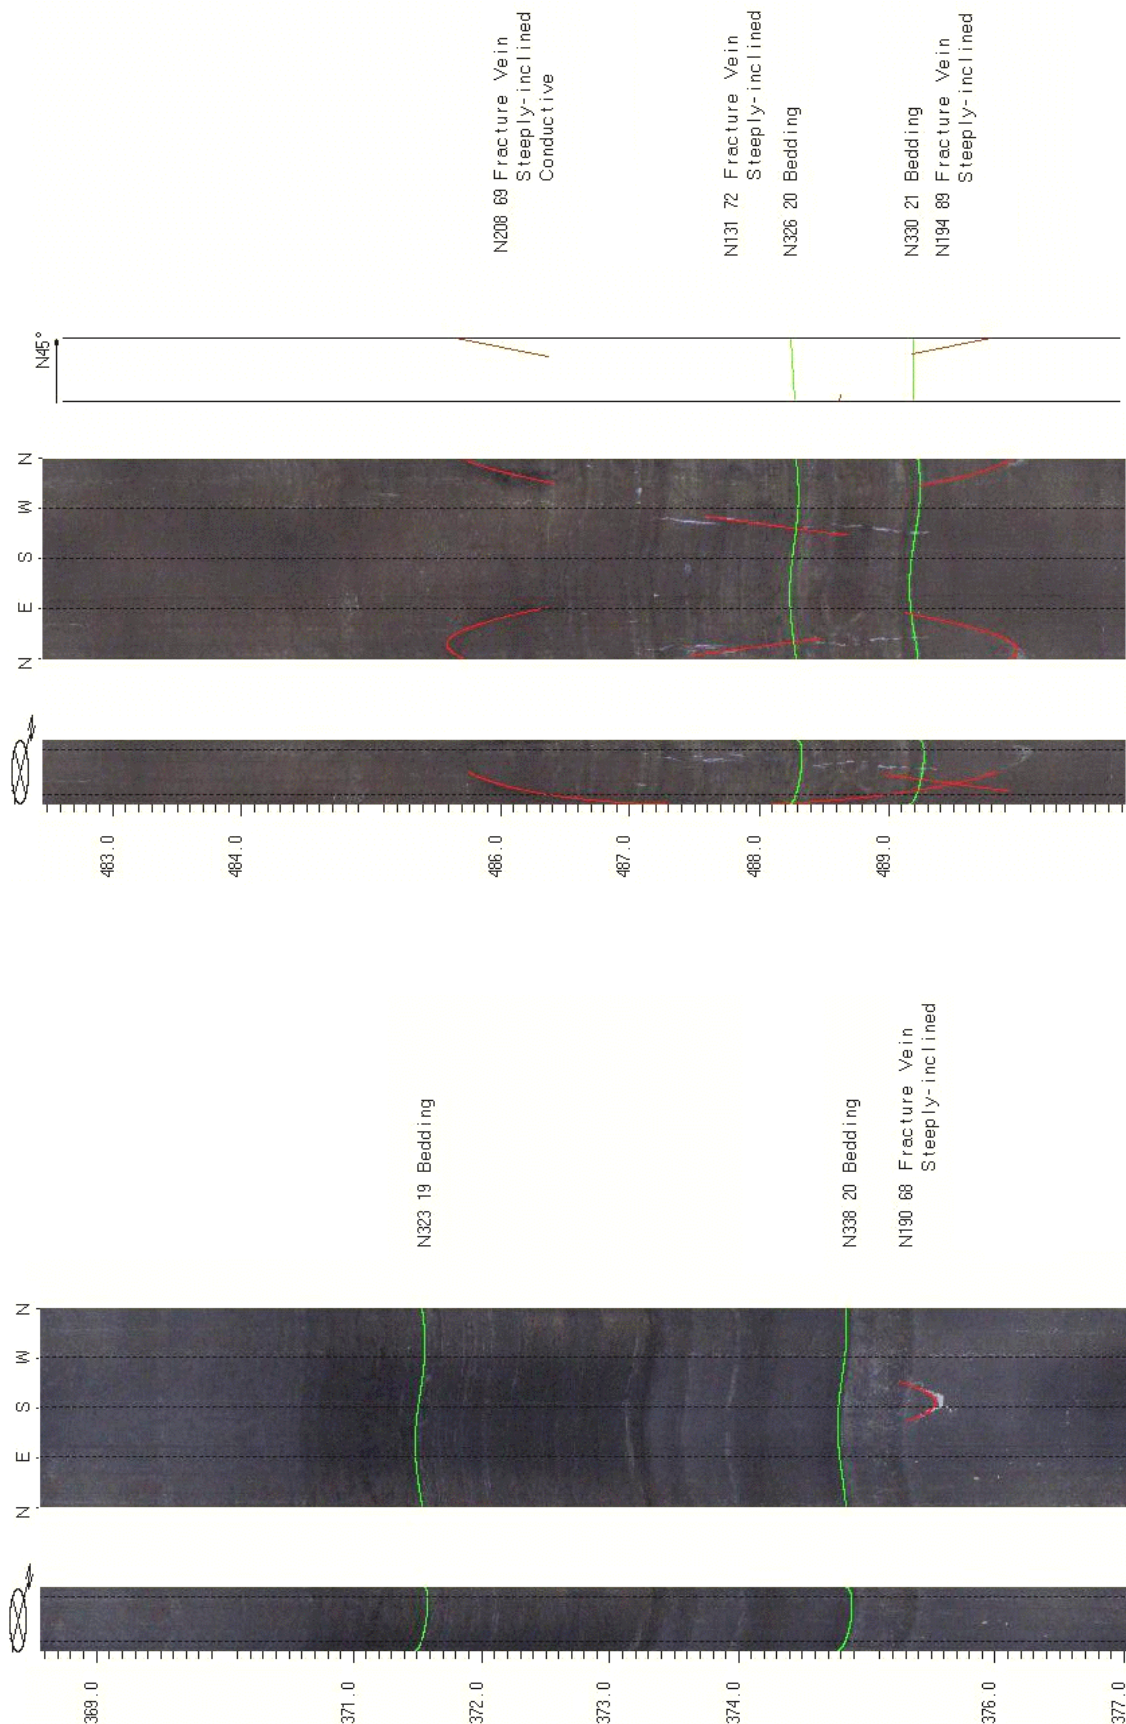 N
E
S
W
N
N45°
483.0
484.0
486.0
487.0
488.0
489.0
N208 69 Fracture Vein
Steeply-inclined
Conductive
N131 72 Fracture Vein
Steeply-inclined
N326 20 Bedding
N330 21 Bedding
N194 89 Fracture Vein
Steeply-inclined
N
E
S
W
N
369.0
371.0
372.0
373.0
374.0
376.0
377.0
N323 19 Bedding
N338 20 Bedding
N190 68 Fracture Vein
Steeply-inclined